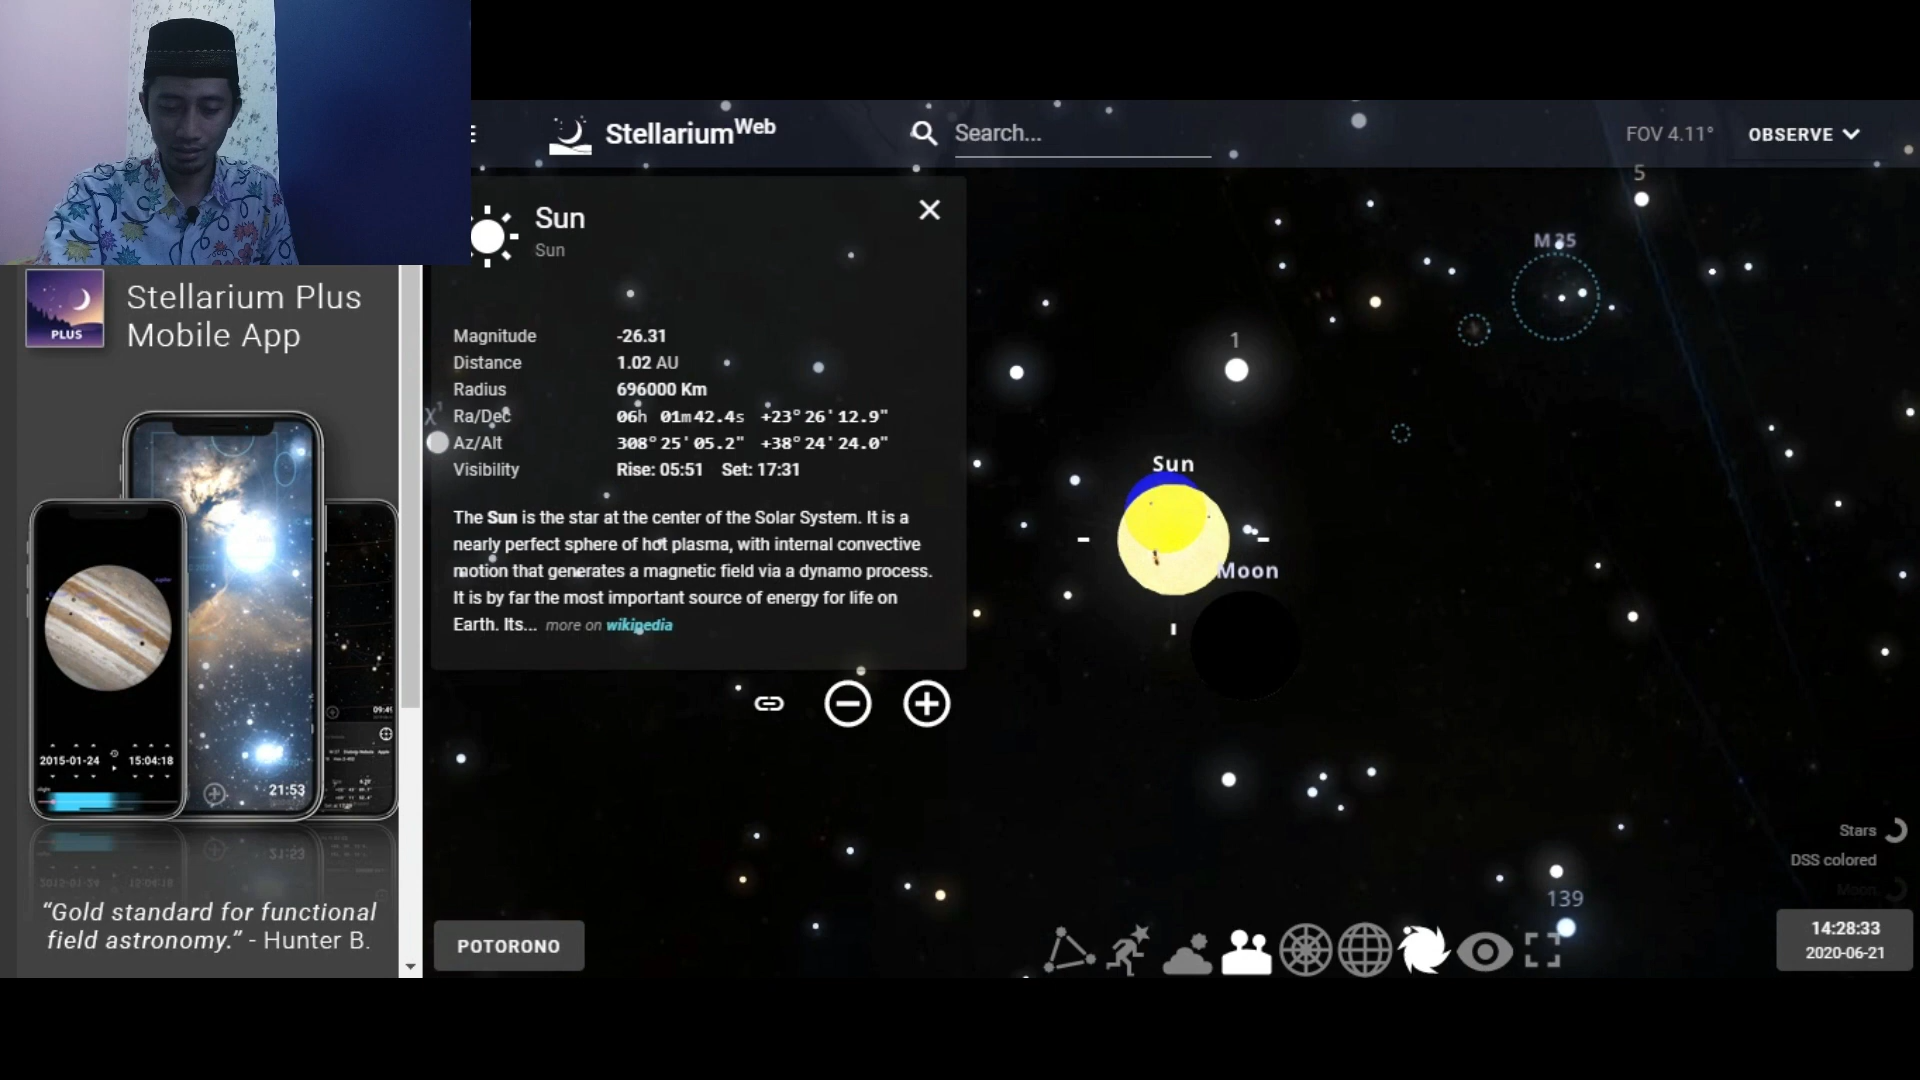 StellariumWeb
Search...
FOV 4.11°
OBSERVE
Sun
Sun
Magnitude -26.31
Distance 1.02 AU
Radius 696000 Km
Ra/Dec 06h 01m 42.4s +23° 26' 12.9"
Az/Alt 308° 25' 05.2" +38° 24' 24.0"
Visibility Rise: 05:51 Set: 17:31
The Sun is the star at the center of the Solar System. It is a
nearly perfect sphere of hot plasma, with internal convective
motion that generates a magnetic field via a dynamo process.
It is by far the most important source of energy for life on
Earth. Its... more on wikipedia
PLUS
Stellarium Plus
Mobile App
2015-01-24 15:04:18
21:53
“Gold standard for functional
field astronomy.” - Hunter B.
POTORONO
5
M 35
1
Sun
Moon
139
χ¹
Stars
DSS colored
Moon
14:28:33
2020-06-21